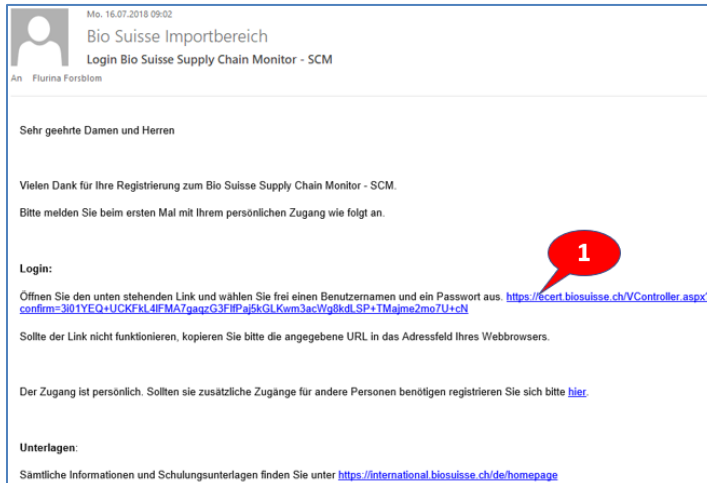 Mo. 16.07.2018 09:02
Bio Suisse Importbereich
Login Bio Suisse Supply Chain Monitor - SCM
An Flurina Forsblom
Sehr geehrte Damen und Herren
Vielen Dank für Ihre Registrierung zum Bio Suisse Supply Chain Monitor - SCM.
Bitte melden Sie beim ersten Mal mit Ihrem persönlichen Zugang wie folgt an.
1
Login:
Öffnen Sie den unten stehenden Link und wählen Sie frei einen Benutzernamen und ein Passwort aus. https://ecert.biosuisse.ch/VController.aspx?
confirm=3i01YEQ+UCKFkL4IFMA7gaqzG3FIfPaj5kGLKwm3acWg8kdLSP+TMajme2mo7U+cN
Sollte der Link nicht funktionieren, kopieren Sie bitte die angegebene URL in das Adressfeld Ihres Webbrowsers.
Der Zugang ist persönlich. Sollten sie zusätzliche Zugänge für andere Personen benötigen registrieren Sie sich bitte hier.
Unterlagen:
Sämtliche Informationen und Schulungsunterlagen finden Sie unter https://international.biosuisse.ch/de/homepage